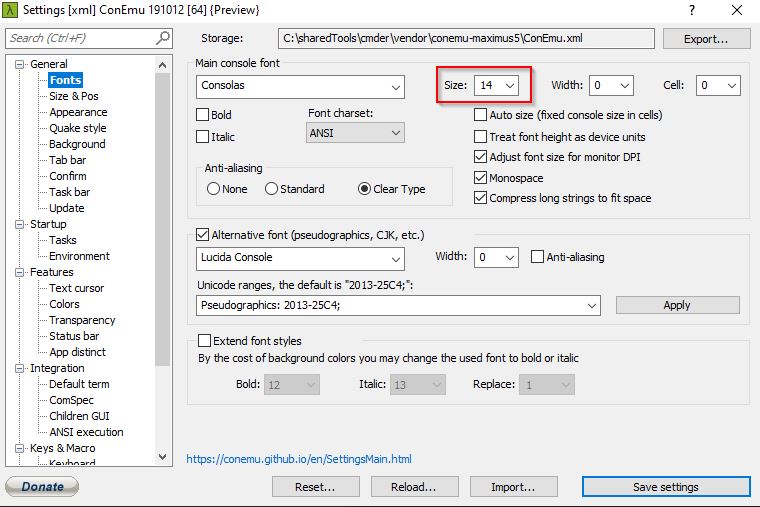 Settings [xml] ConEmu 191012 [64] {Preview}
Search (Ctrl+F)
Storage: C:\sharedTools\cmder\vendor\conemu-maximus5\ConEmu.xml Export...
General
Fonts
Size & Pos
Appearance
Quake style
Background
Tab bar
Confirm
Task bar
Update
Startup
Tasks
Environment
Features
Text cursor
Colors
Transparency
Status bar
App distinct
Integration
Default term
ComSpec
Children GUI
ANSI execution
Keys & Macro
Keyboard
Donate
Main console font
Consolas Size: 14 Width: 0 Cell: 0
Bold Font charset: Auto size (fixed console size in cells)
Italic ANSI Treat font height as device units
Adjust font size for monitor DPI
Anti-aliasing Monospace
None Standard Clear Type Compress long strings to fit space
Alternative font (pseudographics, CJK, etc.)
Lucida Console Width: 0 Anti-aliasing
Unicode ranges, the default is "2013-25C4;":
Pseudographics: 2013-25C4; Apply
Extend font styles
By the cost of background colors you may change the used font to bold or italic
Bold: 12 Italic: 13 Replace: 1
https://conemu.github.io/en/SettingsMain.html
Reset... Reload... Import... Save settings